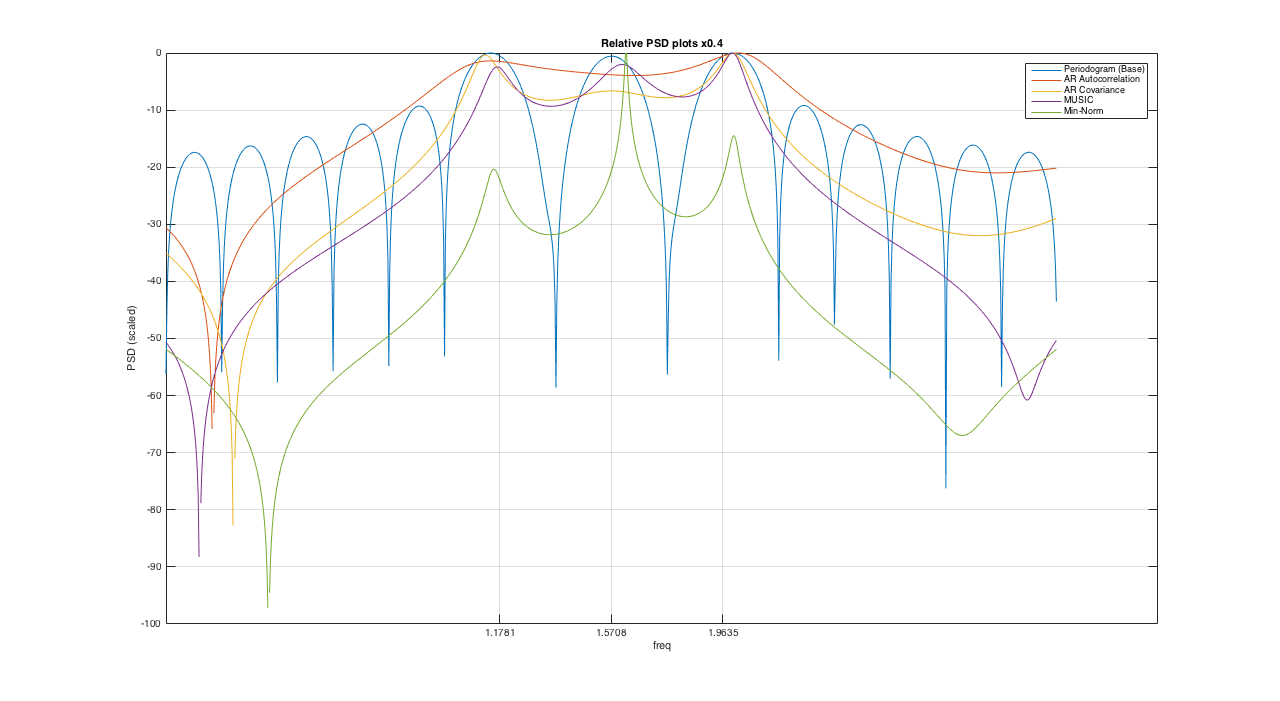 Relative PSD plots x0.4
Periodogram (Base)
AR Autocorrelation
AR Covariance
MUSIC
Min-Norm
PSD (scaled)
0
-10
-20
-30
-40
-50
-60
-70
-80
-90
-100
1.1781 1.5708 1.9635
freq